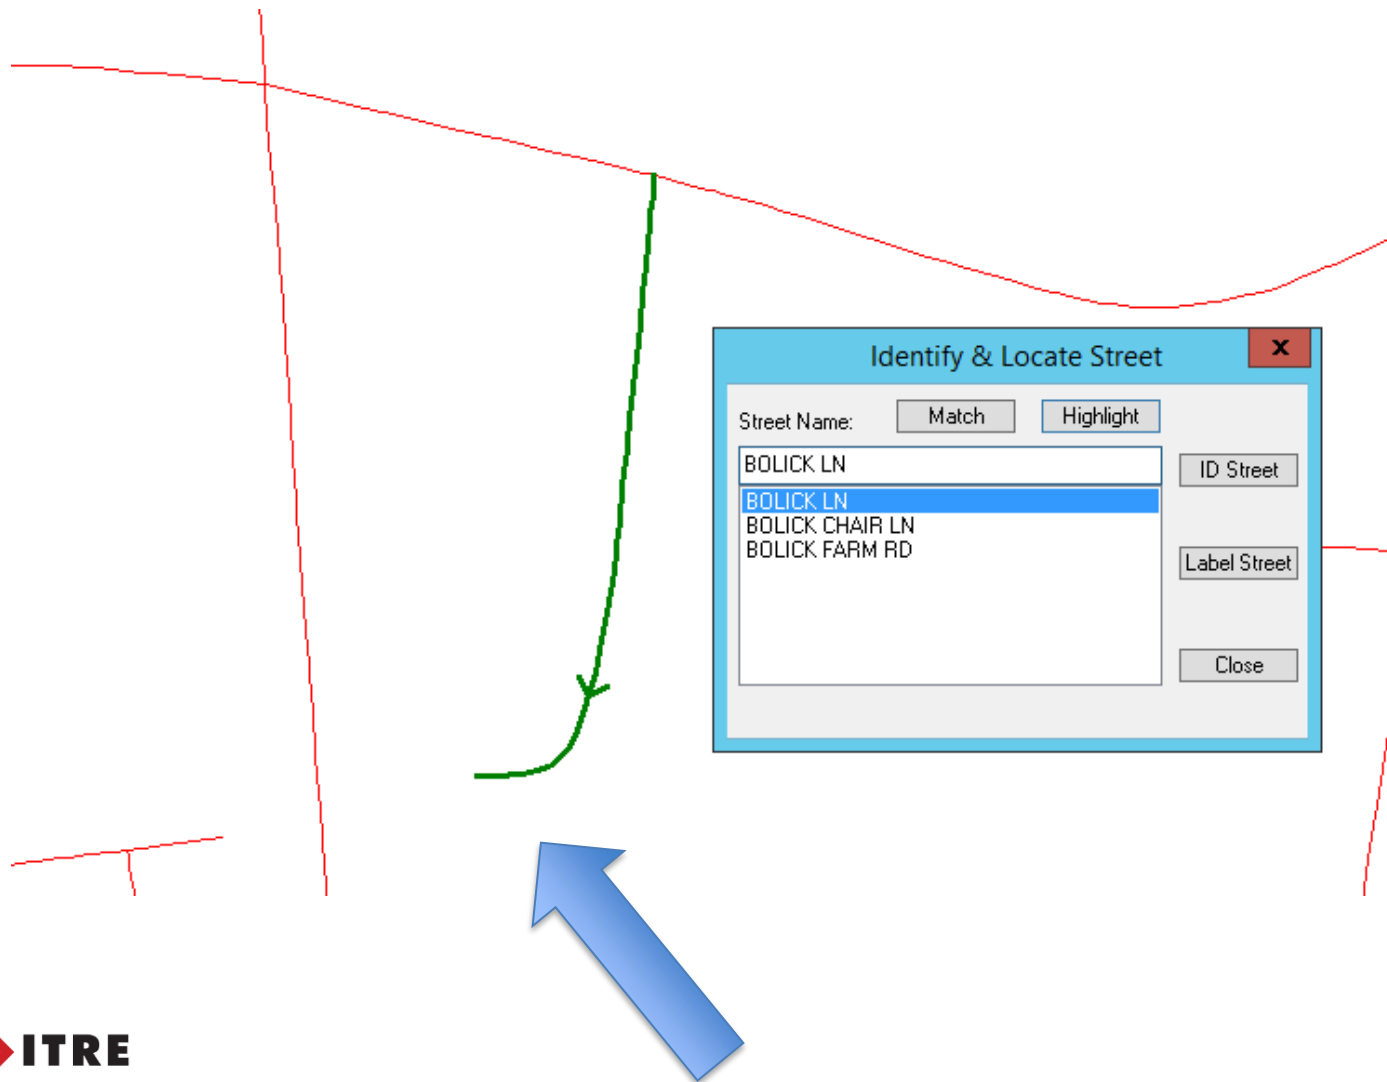 Identify & Locate Street
x
Street Name:
Match
Highlight
BOLICK LN
ID Street
BOLICK LN
BOLICK CHAIR LN
BOLICK FARM RD
Label Street
Close
ITRE